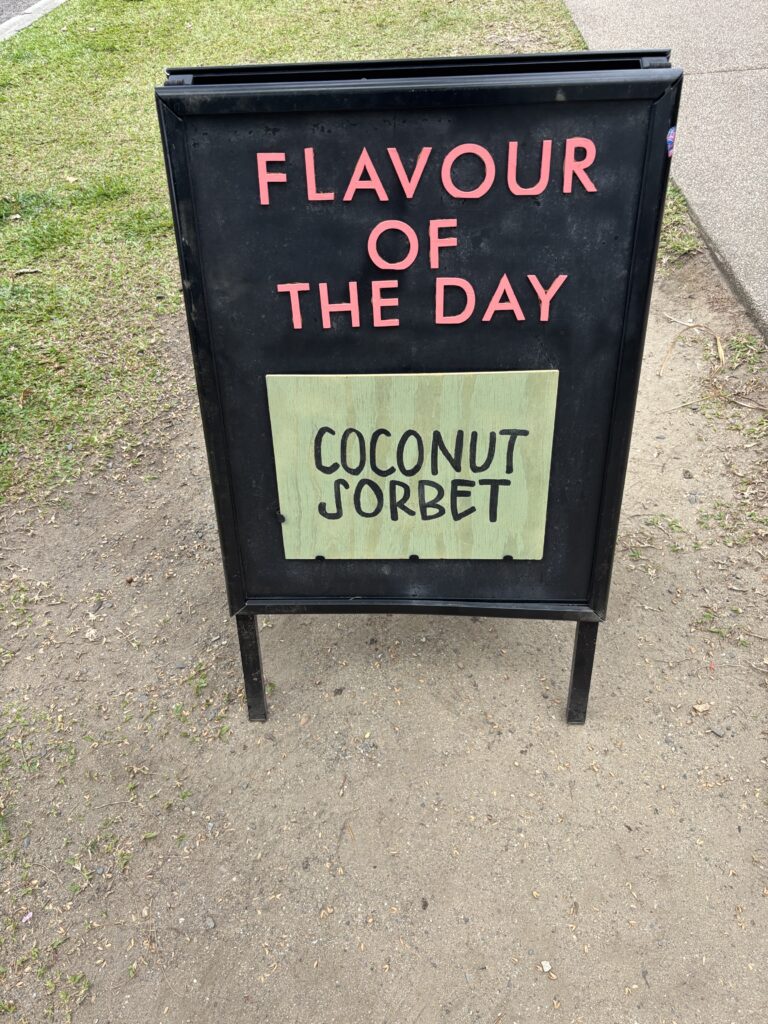 FLAVOUR
OF
THE DAY
COCONUT
SORBET